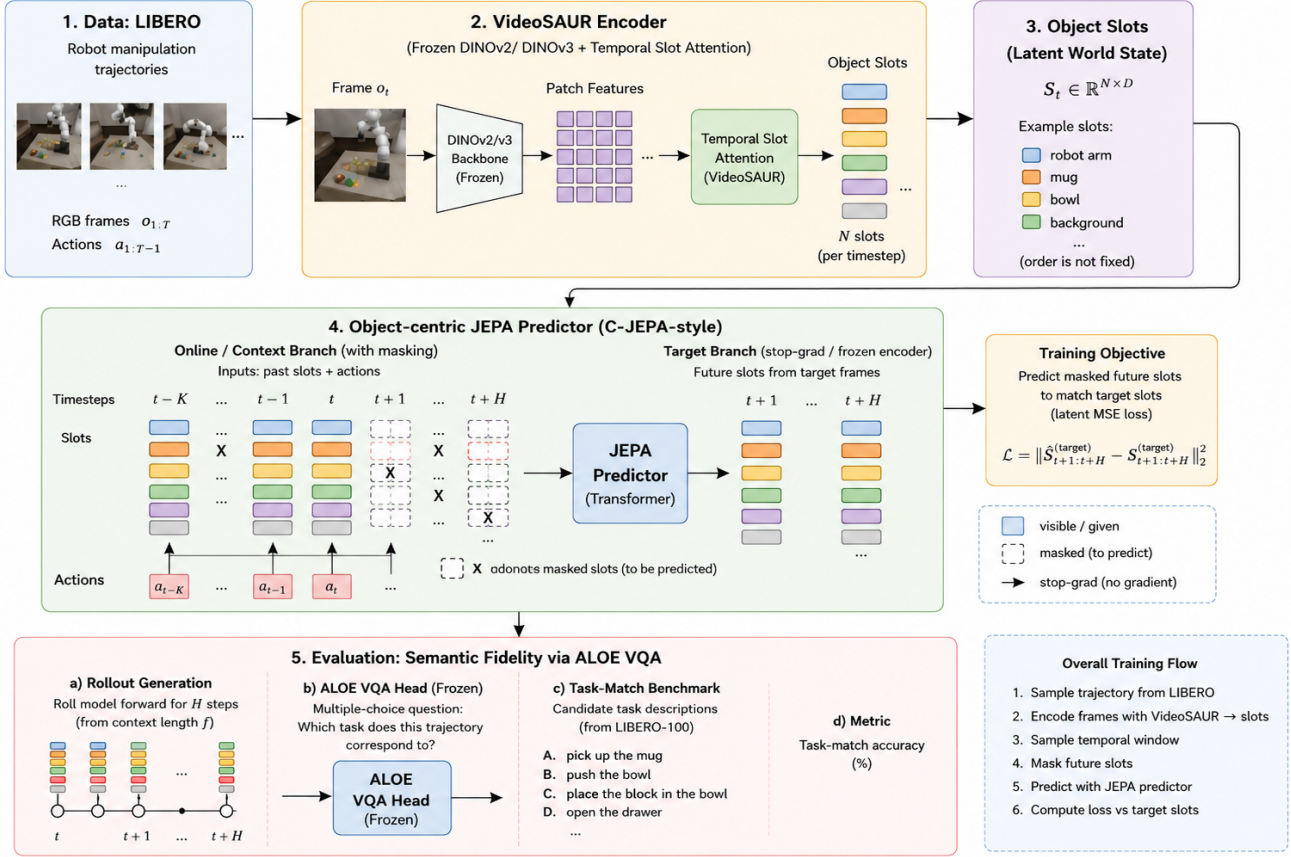 1. Data: LIBERO
Robot manipulation
trajectories
...
...
RGB frames o₁:T
Actions a₁:T−1
2. VideoSAUR Encoder
(Frozen DINOv2/ DINOv3 + Temporal Slot Attention)
Frame oₜ
DINOv2/v3
Backbone
(Frozen)
Patch Features
...
Temporal Slot
Attention
(VideoSAUR)
Object Slots
...
N slots
(per timestep)
3. Object Slots
(Latent World State)
Sₜ ∈ ℝ^{N×D}
Example slots:
robot arm
mug
bowl
background
...
(order is not fixed)
4. Object-centric JEPA Predictor (C-JEPA-style)
Online / Context Branch (with masking)
Inputs: past slots + actions
Target Branch (stop-grad / frozen encoder)
Future slots from target frames
Timesteps t − K ... t − 1 t t + 1 ... t + H
Slots
... ...
X X
... X
... X
... X
...
JEPA
Predictor
(Transformer)
t + 1 ... t + H
...
Actions
a_{t−K} ... a_{t−1} a_t ...
X adonats masked slots (to be predicted)
Training Objective
Predict masked future slots
to match target slots
(latent MSE loss)
ℒ = ‖Ŝ^{(target)}_{t+1:t+H} − S^{(target)}_{t+1:t+H}‖²₂
visible / given
masked (to predict)
stop-grad (no gradient)
5. Evaluation: Semantic Fidelity via ALOE VQA
a) Rollout Generation
Roll model forward for H steps
(from context length f)
...
t t + 1 ... t + H
b) ALOE VQA Head (Frozen)
Multiple-choice question:
Which task does this trajectory
correspond to?
ALOE
VQA Head
(Frozen)
c) Task-Match Benchmark
Candidate task descriptions
(from LIBERO-100)
A. pick up the mug
B. push the bowl
C. place the block in the bowl
D. open the drawer
...
d) Metric
Task-match accuracy
(%)
Overall Training Flow
1. Sample trajectory from LIBERO
2. Encode frames with VideoSAUR → slots
3. Sample temporal window
4. Mask future slots
5. Predict with JEPA predictor
6. Compute loss vs target slots